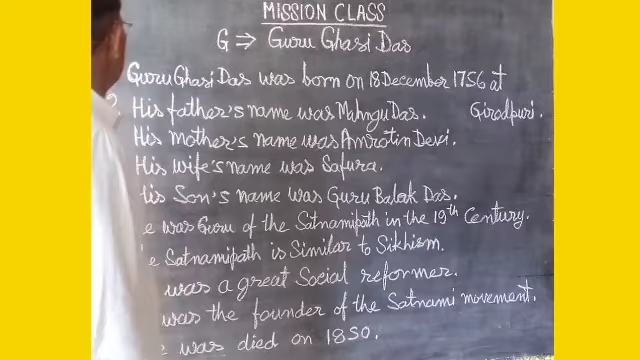 MISSION CLASS
G ⇒ Guru Ghasi Das
Guru Ghasi Das was born on 18 December 1756 at
His father's name was Mahngu Das. Girodpuri.
His mother's name was Amrotin Devi.
His wife's name was Safura.
His Son's name was Guru Balak Das.
e was Guru of the Satnamipath in the 19th Century.
e Satnamipath is Similar to Sikhism.
was a great Social reformer.
was the founder of the Satnami movement.
was died on 1850.